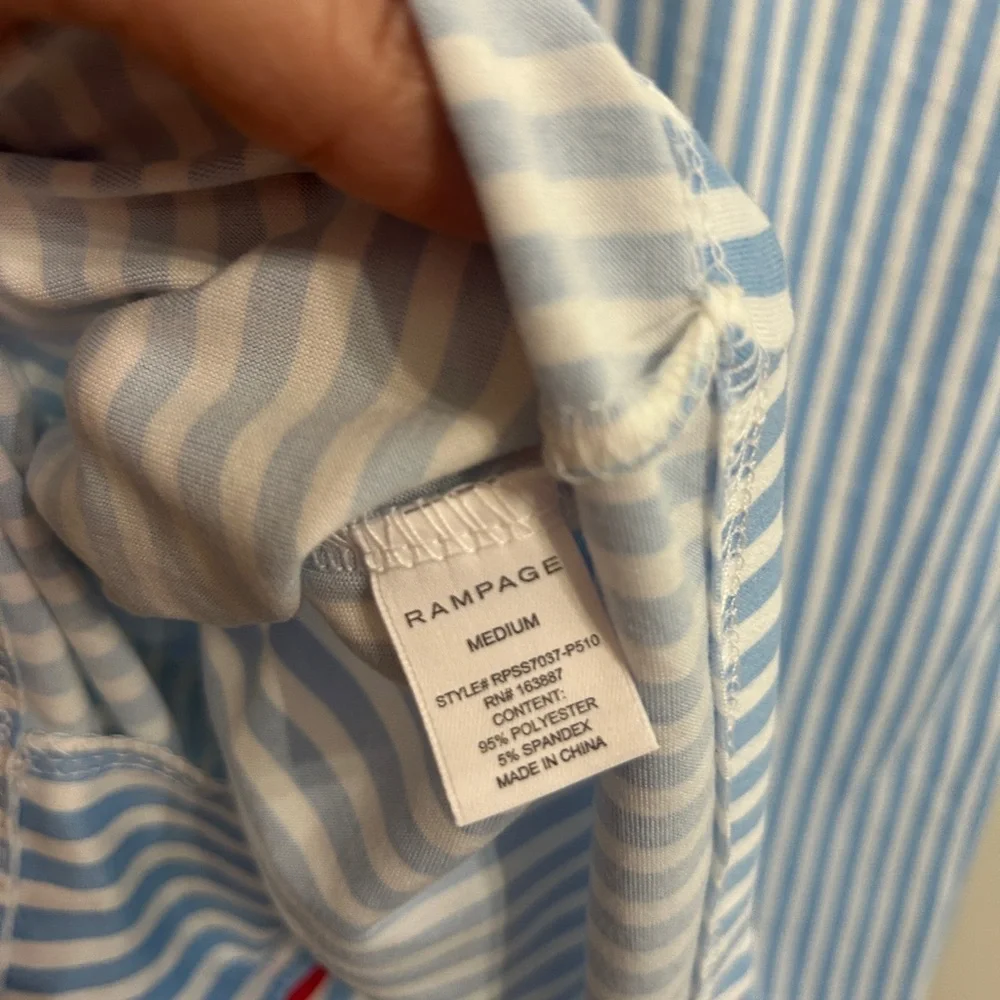 RAMPAGE
MEDIUM
STYLE# RPSS7037-P510
RN# 163887
CONTENT:
95% POLYESTER
5% SPANDEX
MADE IN CHINA